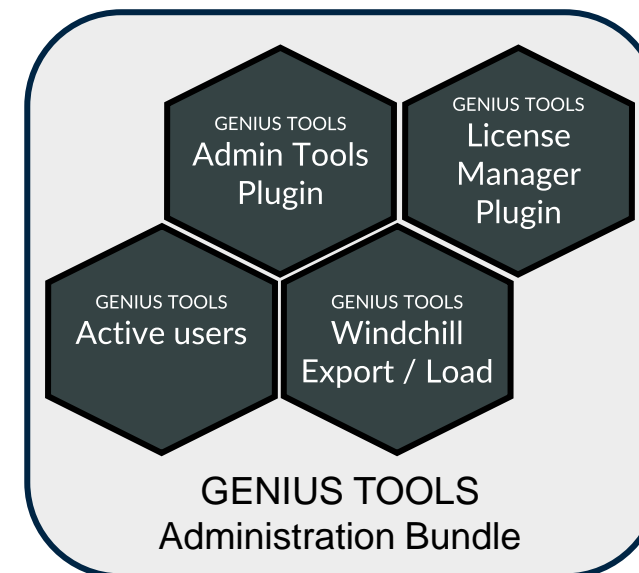 GENIUS TOOLS
Admin Tools
Plugin
GENIUS TOOLS
License
Manager
Plugin
GENIUS TOOLS
Active users
GENIUS TOOLS
Windchill
Export / Load
GENIUS TOOLS
Administration Bundle